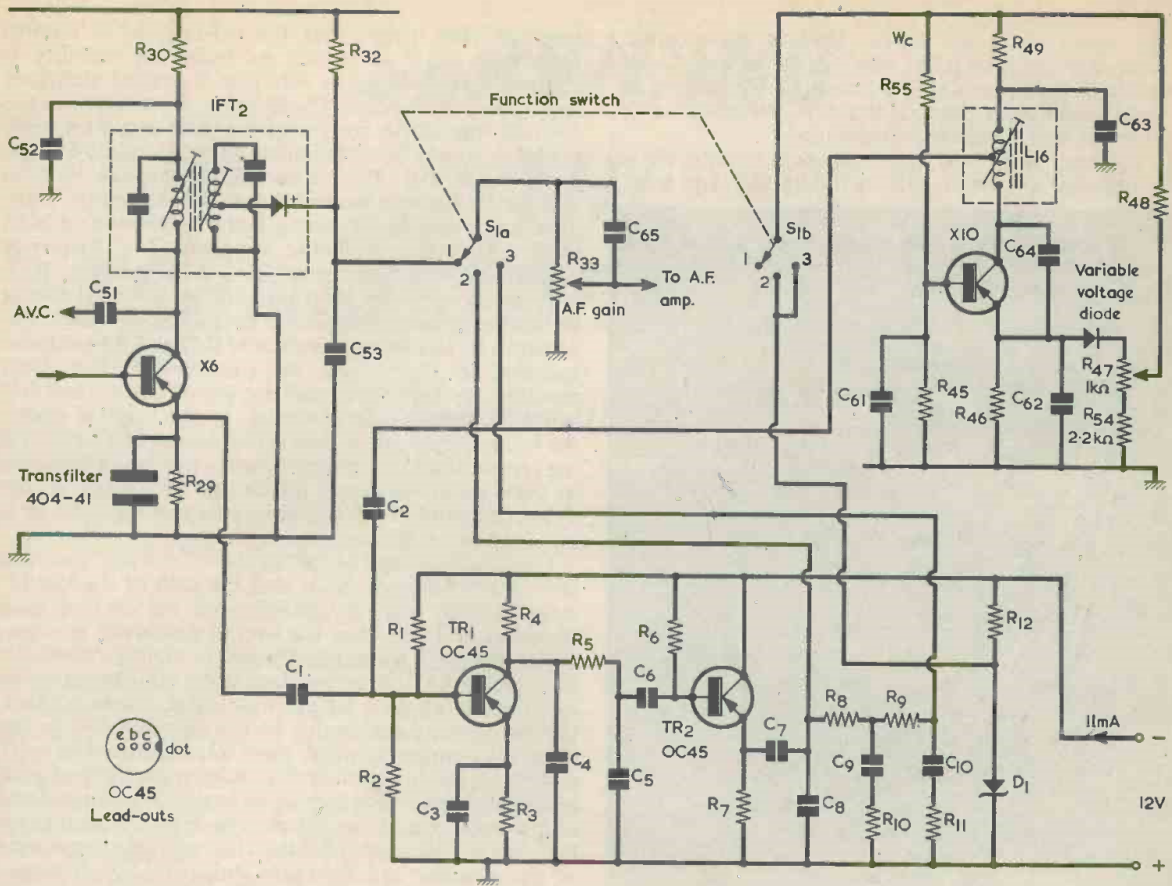 R30
R32
IFT2
C52
+
C51
A.V.C.
X6
C53
Transfilter
404-41
R29
Function switch
S1a
1
2
3
R33
A.F. gain
C65
To A.F.
amp.
S1b
1
2
3
Wc
R49
R55
C63
L16
R48
X10
C64
Variable
voltage
diode
R47
1kΩ
C61
R45
R46
C62
R54
2·2kΩ
C2
C1
R1
TR1
OC45
R4
R5
R6
C6
TR2
OC45
C7
R8
R9
R12
11mA
−
12V
+
R2
C3
R3
C4
C5
R7
C8
C9
R10
C10
R11
D1
e b c
dot
OC45
Lead-outs